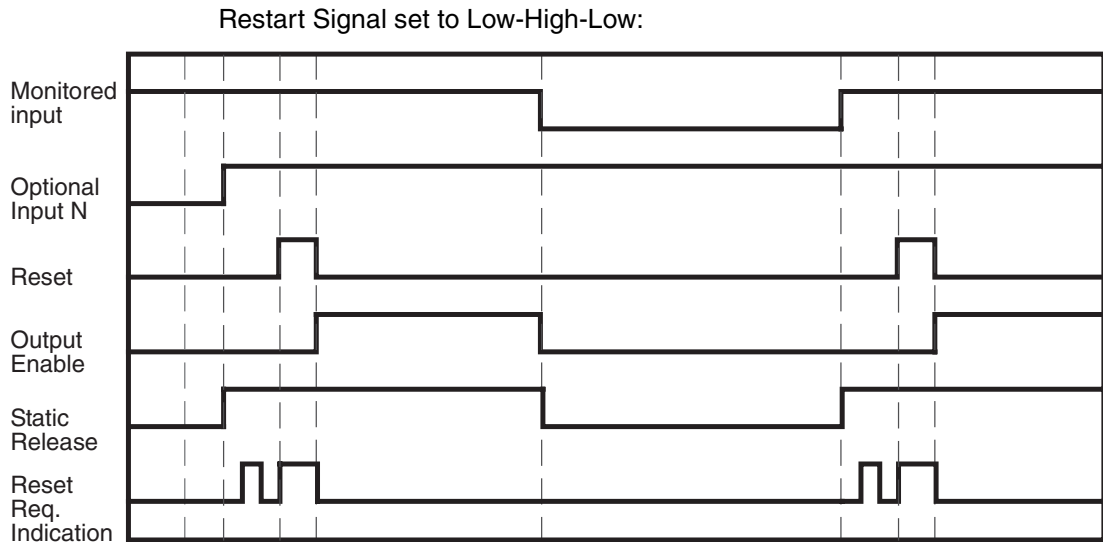 Restart Signal set to Low-High-Low:
Monitored
input
Optional
Input N
Reset
Output
Enable
Static
Release
Reset
Req.
Indication